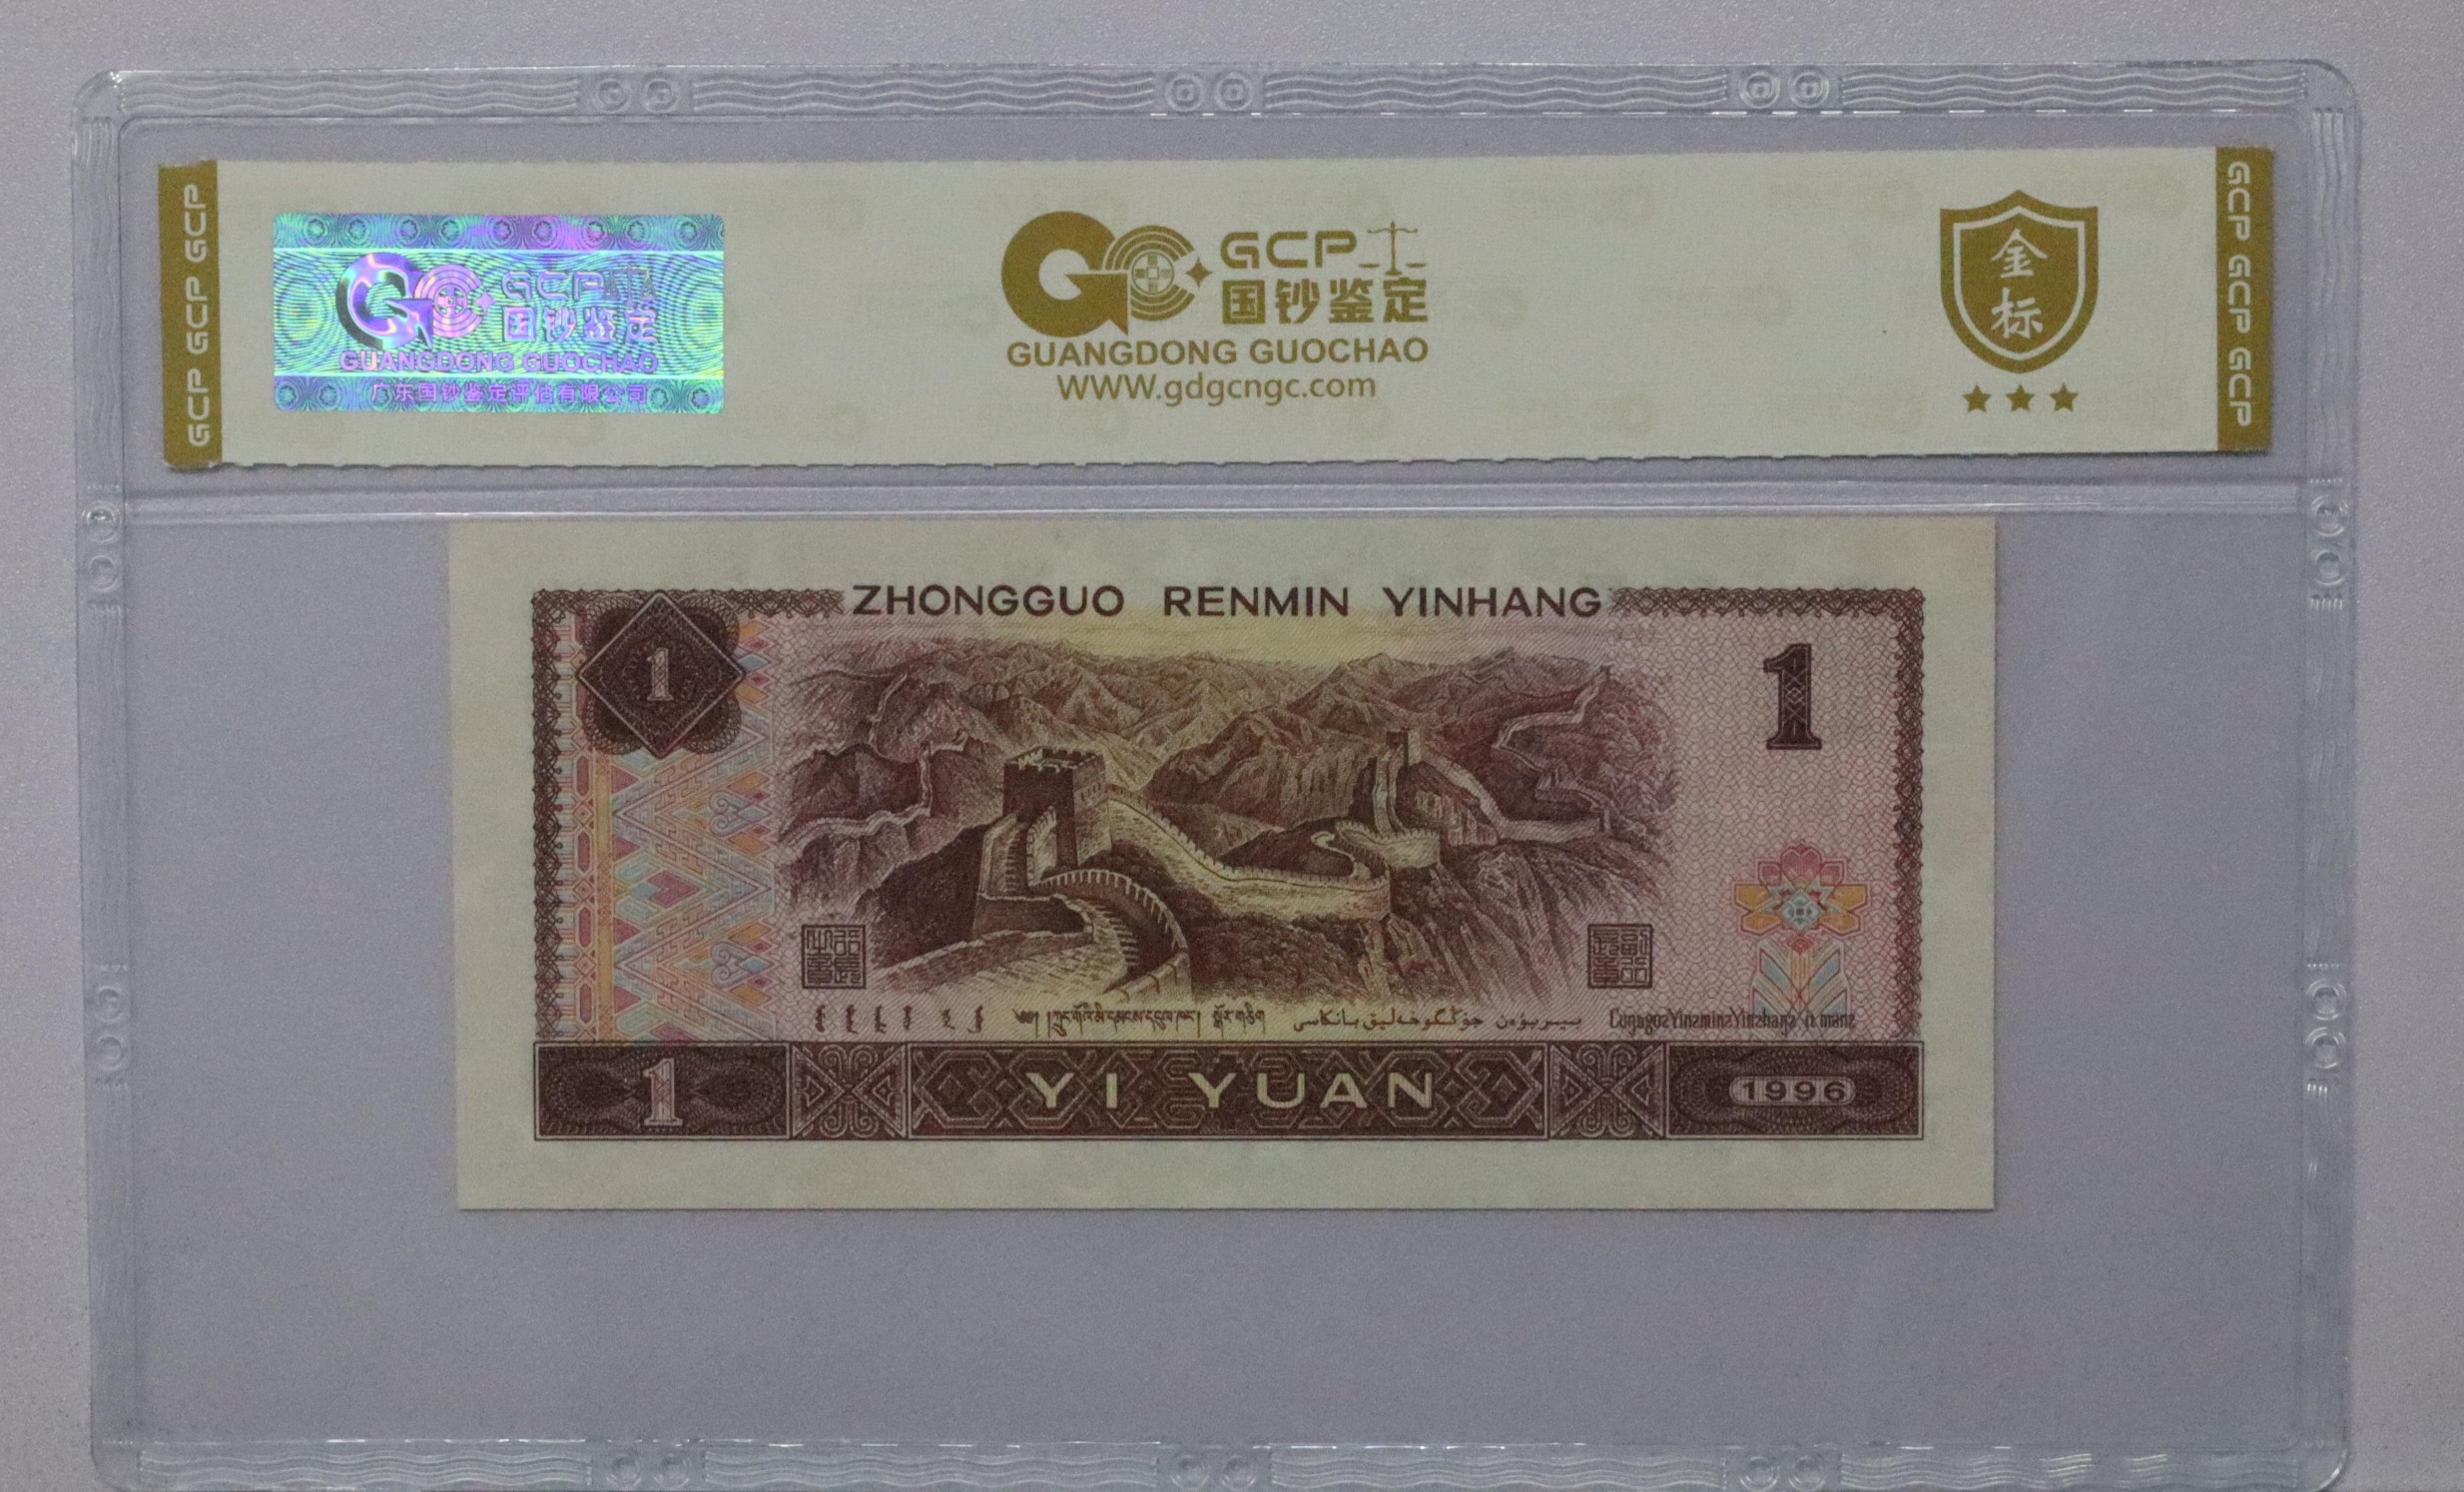 GCP GCP GCP
GCP
国钞鉴定
GUANGDONG GUOCHAO
广东国钞鉴定评估有限公司
GCP
国钞鉴定
GUANGDONG GUOCHAO
WWW.gdgcngc.com
金
标
GCP GCP GCP
ZHONGGUO RENMIN YINHANG
1
1
1
YI YUAN
1996